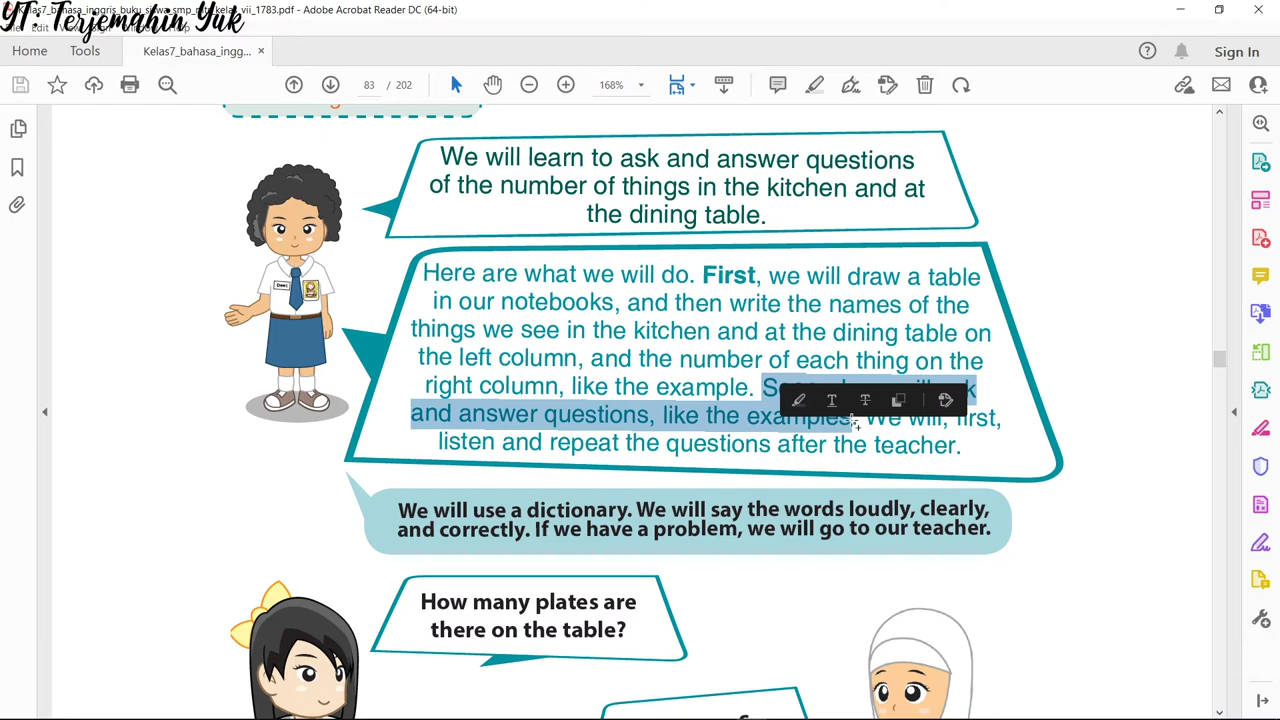 Kelas7_bahasa_inggris_buku_siswa_smp_mts_kelas_vii_1783.pdf - Adobe Acrobat Reader DC (64-bit)
YT: Terjemahin Yuk
Home Tools Kelas7_bahasa_ingg... × Sign In
83 / 202 168%
We will learn to ask and answer questions
of the number of things in the kitchen and at
the dining table.
Here are what we will do. First, we will draw a table
in our notebooks, and then write the names of the
things we see in the kitchen and at the dining table on
the left column, and the number of each thing on the
right column, like the example.
and answer questions, like the examples. We will, first,
listen and repeat the questions after the teacher.
We will use a dictionary. We will say the words loudly, clearly,
and correctly. If we have a problem, we will go to our teacher.
How many plates are
there on the table?